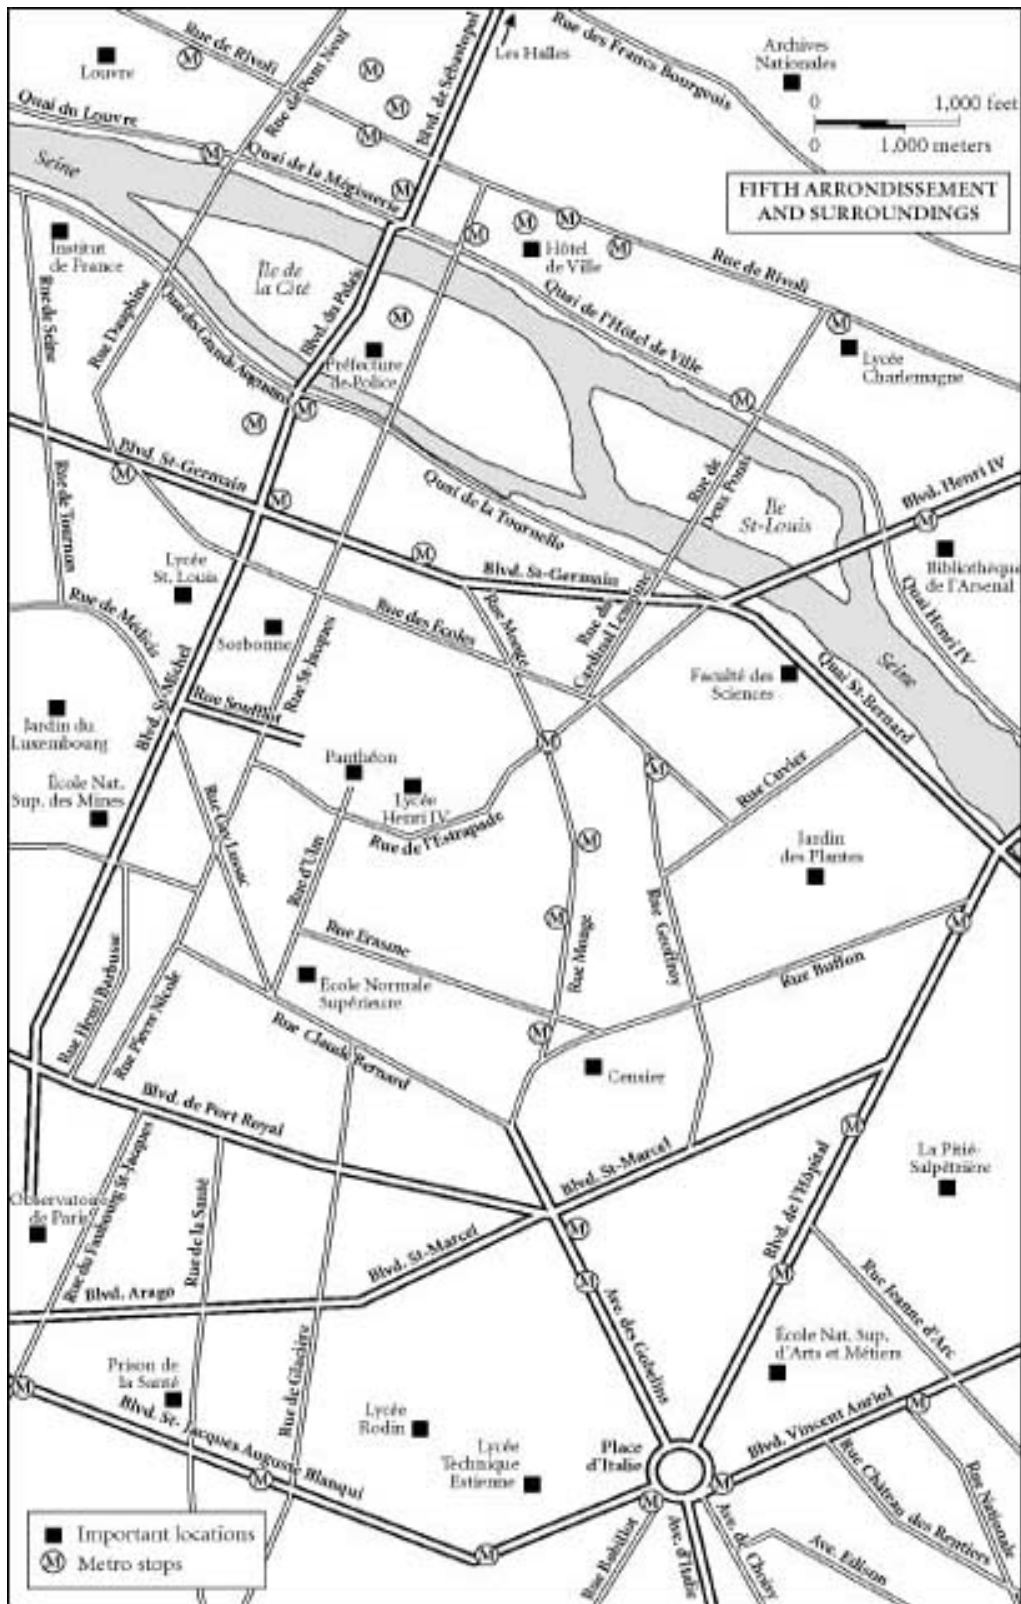 Louvre
Rue de Rivoli
Rue de Pont Neuf
Blvd. de Sébastopol
Les Halles
Rue des Francs Bourgeois
Archives
Nationales
0 1,000 feet
0 1,000 meters
FIFTH ARRONDISSEMENT
AND SURROUNDINGS
Quai du Louvre
Seine
Quai de la Mégisserie
Institut
de France
Île de
la Cité
Hôtel
de Ville
Rue de Rivoli
Quai de l'Hôtel de Ville
Rue de Seine
Rue Dauphine
Quai des Grands Augustins
Blvd. du Palais
Préfecture
de Police
Lycée
Charlemagne
Blvd. St-Germain
Rue de Tournon
Quai de la Tournelle
Rue de
Deux Ponts
Île
St-Louis
Blvd. Henri IV
Bibliothèque
de l'Arsenal
Quai Henri IV
Lycée
St. Louis
Sorbonne
Rue de Médicis
Rue des Écoles
Blvd. St-Germain
Rue Monge
Rue du
Cardinal Lemoine
Rue St-Jacques
Faculté des
Sciences
Quai St-Bernard
Seine
Jardin du
Luxembourg
Blvd. St-Michel
Rue Soufflot
Panthéon
Lycée
Henri IV
Rue de l'Estrapade
École Nat.
Sup. des Mines
Rue Cuvier
Rue Gay Lussac
Rue d'Ulm
Jardin
des Plantes
Rue Erasme
Rue Monge
Rue Geoffroy
Rue Buffon
École Normale
Supérieure
Rue Henri Barbusse
Rue Pierre Nicole
Rue Claude Bernard
Censier
Blvd. de Port Royal
Blvd. St-Marcel
Blvd. de l'Hôpital
La Pitié-
Salpêtrière
Observatoire
de Paris
Rue du Faubourg St-Jacques
Rue de la Santé
Blvd. St-Marcel
Blvd. Arago
Ave. des Gobelins
Rue Jeanne d'Arc
École Nat. Sup.
d'Arts et Métiers
Prison de
la Santé
Rue de Glacière
Blvd. St- Jacques Auguste Blanqui
Lycée
Rodin
Lycée
Technique
Estienne
Place
d'Italie
Blvd. Vincent Auriol
Rue Château des Rentiers
Rue Nationale
Rue Bobillot
Ave. d'Italie
Ave. de Choisy
Ave. Edison
Important locations
M Metro stops